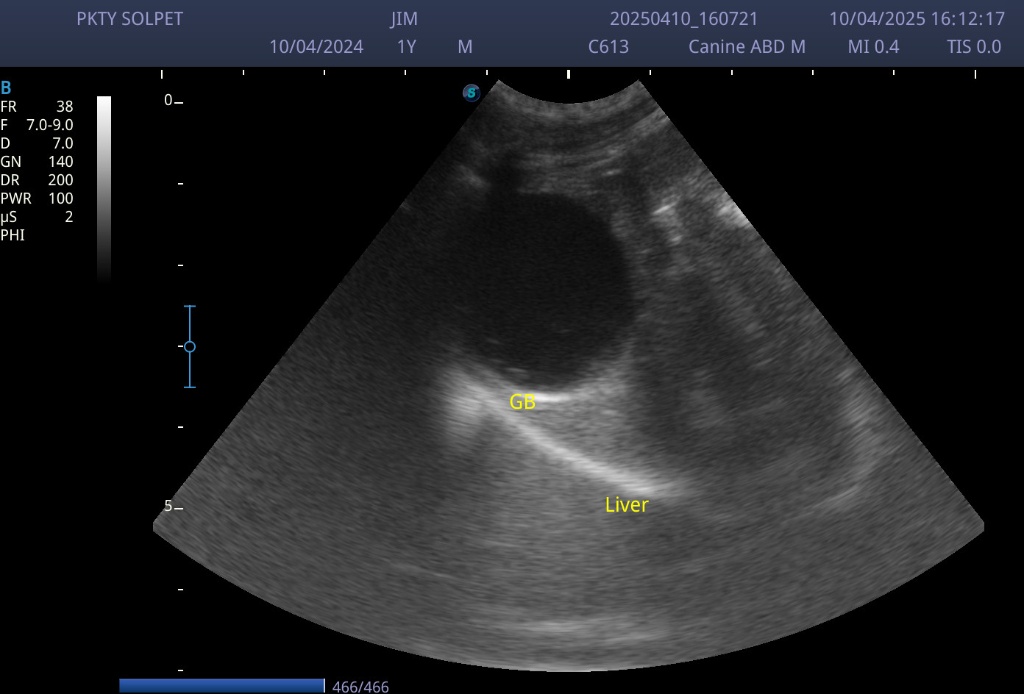 PKTY SOLPET JIM 20250410_160721 10/04/2025 16:12:17
10/04/2024 1Y M C613 Canine ABD M MI 0.4 TIS 0.0
B
FR 38
F 7.0-9.0
D 7.0
GN 140
DR 200
PWR 100
µS 2
PHI
S
0
GB
Liver
5
466/466